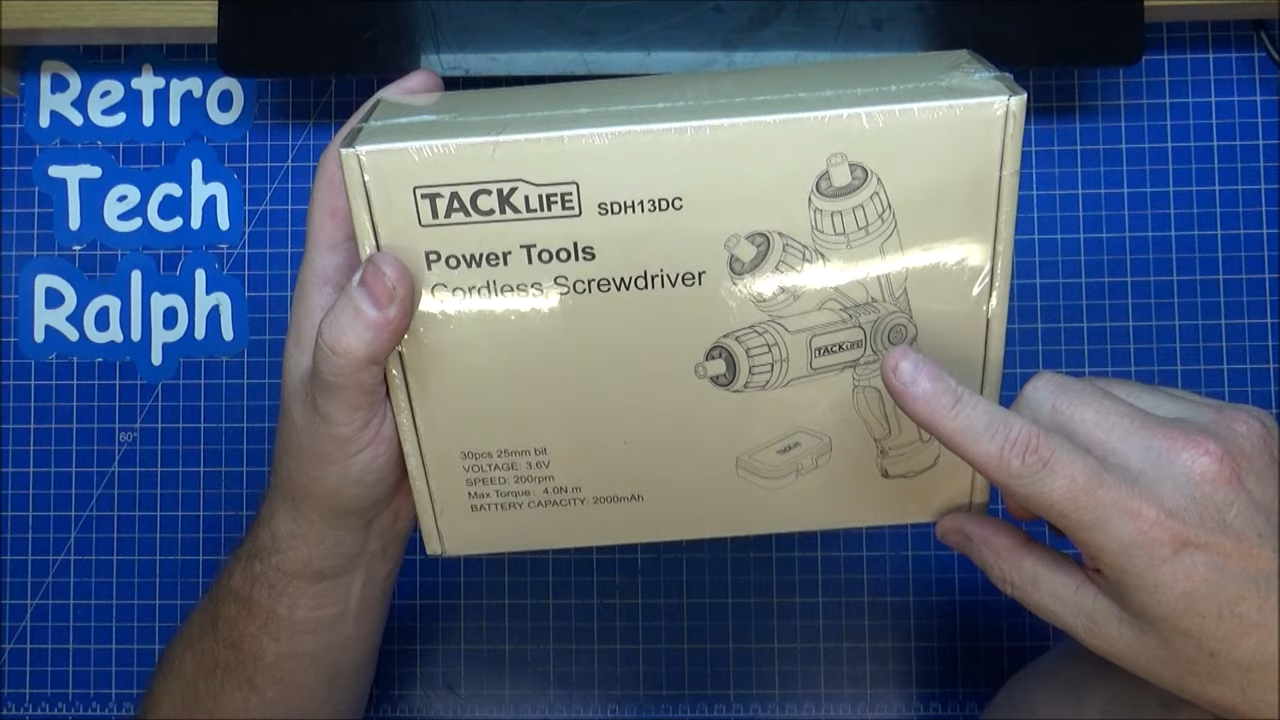 Retro
Tech
Ralph
TACKLIFE SDH13DC
Power Tools
Cordless Screwdriver
TACKLIFE
TACKLIFE
30pcs 25mm bit
VOLTAGE: 3.6V
SPEED: 200rpm
Max Torque: 4.0N.m
BATTERY CAPACITY: 2000mAh
60°